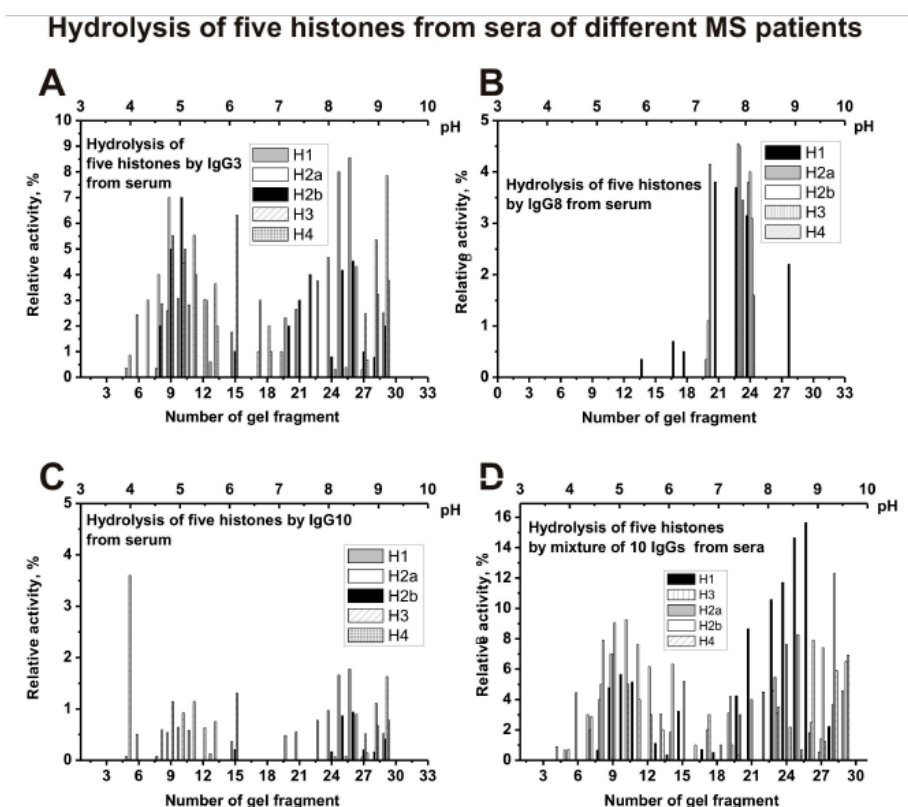 Hydrolysis of five histones from sera of different MS patients
A
3 4 5 6 7 8 9 10
pH
10
9
8
7
6
5
4
3
2
1
0
Relative activity, %
Hydrolysis of
five histones by IgG3
from serum
H1
H2a
H2b
H3
H4
3 6 9 12 15 18 21 24 27 30 33
Number of gel fragment
B
3 4 5 6 7 8 9 10
pH
5
4
3
2
1
0
Relative activity, %
Hydrolysis of five histones
by IgG8 from serum
H1
H2a
H2b
H3
H4
0 3 6 9 12 15 18 21 24 27 30 33
Number of gel fragment
C
3 4 5 6 7 8 9 10
pH
5
4
3
2
1
0
Relative activity, %
Hydrolysis of five histones by IgG10
from serum
H1
H2a
H2b
H3
H4
3 6 9 12 15 18 21 24 27 30 33
Number of gel fragment
D
3 4 5 6 7 8 9 10
pH
16
14
12
10
8
6
4
2
0
Relative activity, %
Hydrolysis of five histones
by mixture of 10 IgGs from sera
H1
H3
H2a
H2b
H4
3 6 9 12 15 18 21 24 27 30
Number of gel fragment